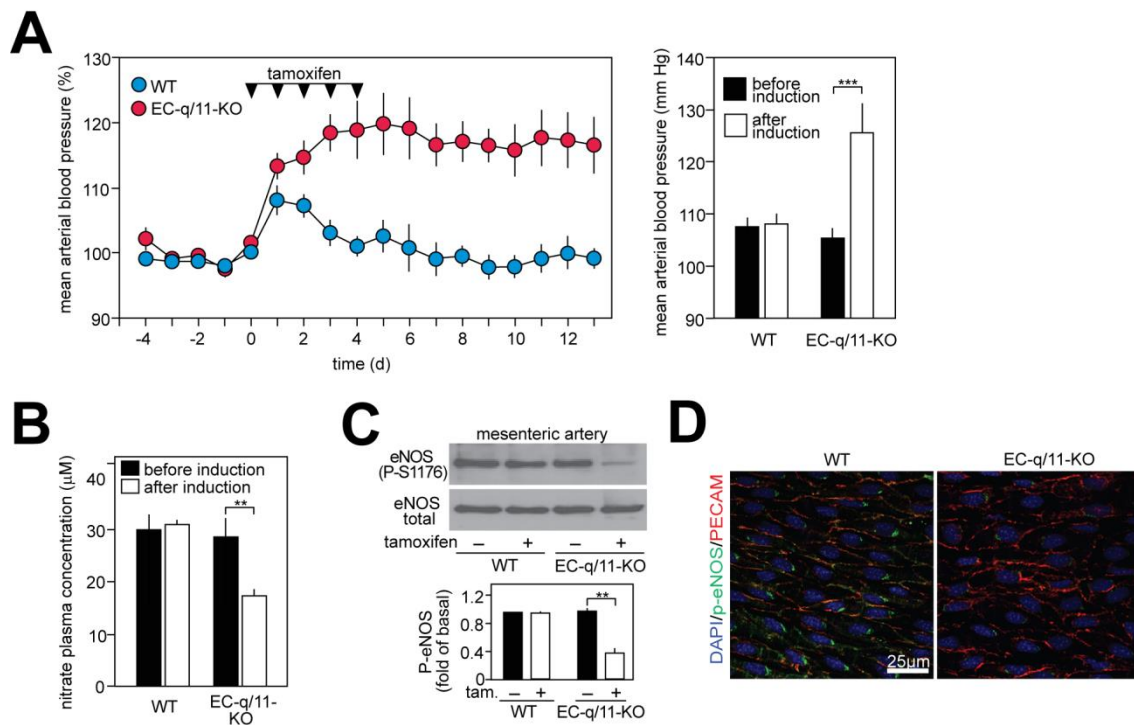 A
mean arterial blood pressure (%)
130
120
110
100
90
WT
EC-q/11-KO
tamoxifen
-4 -2 0 2 4 6 8 10 12
time (d)
mean arterial blood pressure (mm Hg)
140
130
120
110
100
90
before
induction
after
induction
***
WT EC-q/11-KO
B
nitrate plasma concentration (μM)
40
30
20
10
0
before induction
after induction
**
WT EC-q/11-
KO
C
mesenteric artery
eNOS
(P-S1176)
eNOS
total
tamoxifen – + – +
WT EC-q/11-KO
P-eNOS
(fold of basal)
1.2
0.8
0.4
0
**
tam. – + – +
WT EC-q/11-KO
D
WT EC-q/11-KO
DAPI/p-eNOS/PECAM
25um